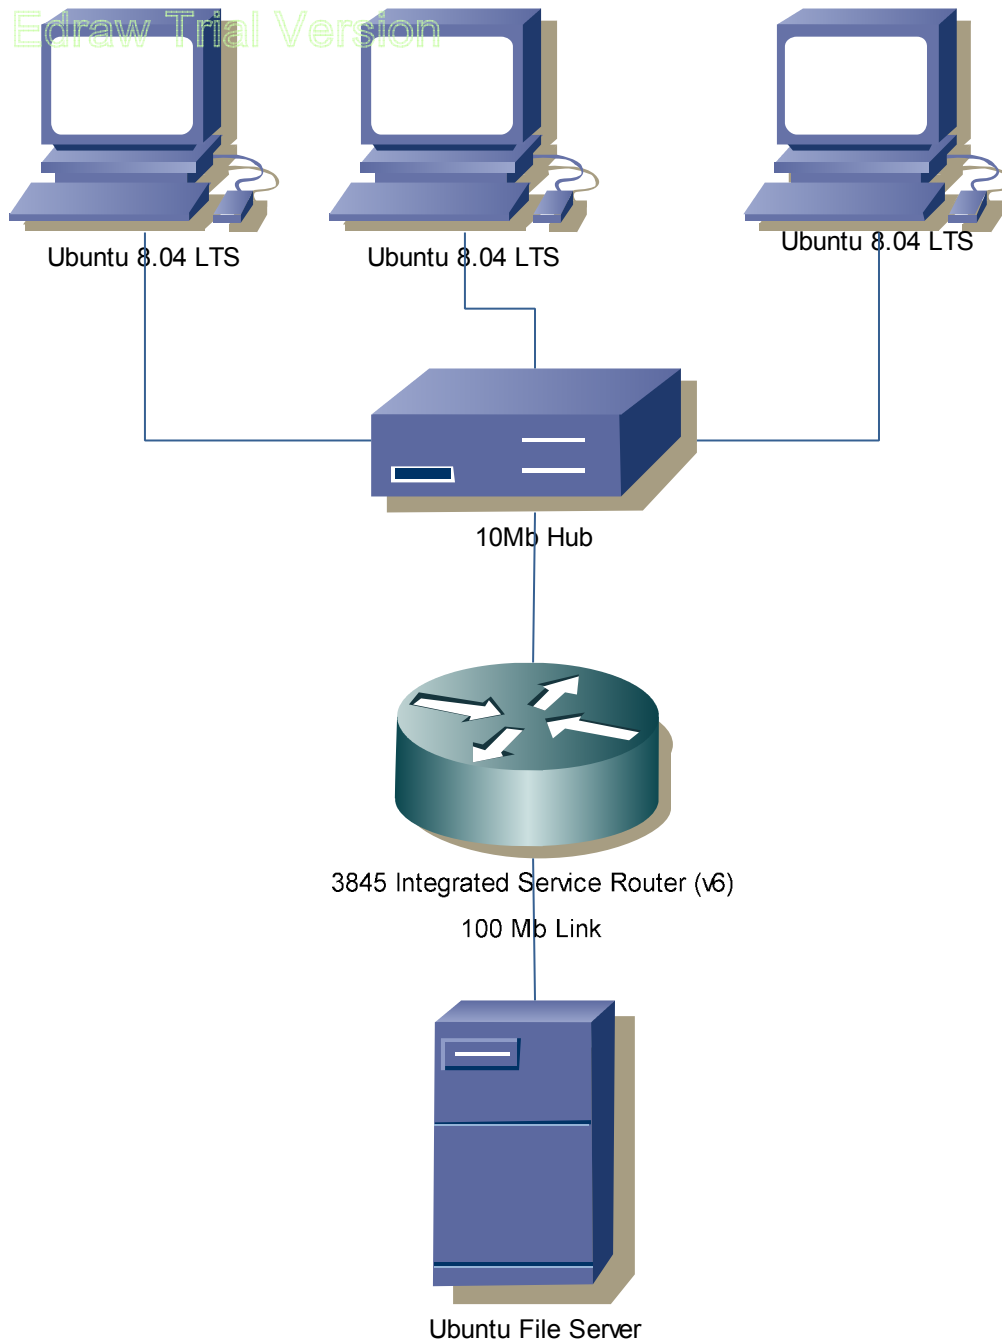 Edraw Trial Version
Ubuntu 8.04 LTS
Ubuntu 8.04 LTS
Ubuntu 8.04 LTS
10Mb Hub
3845 Integrated Service Router (v6)
100 Mb Link
Ubuntu File Server